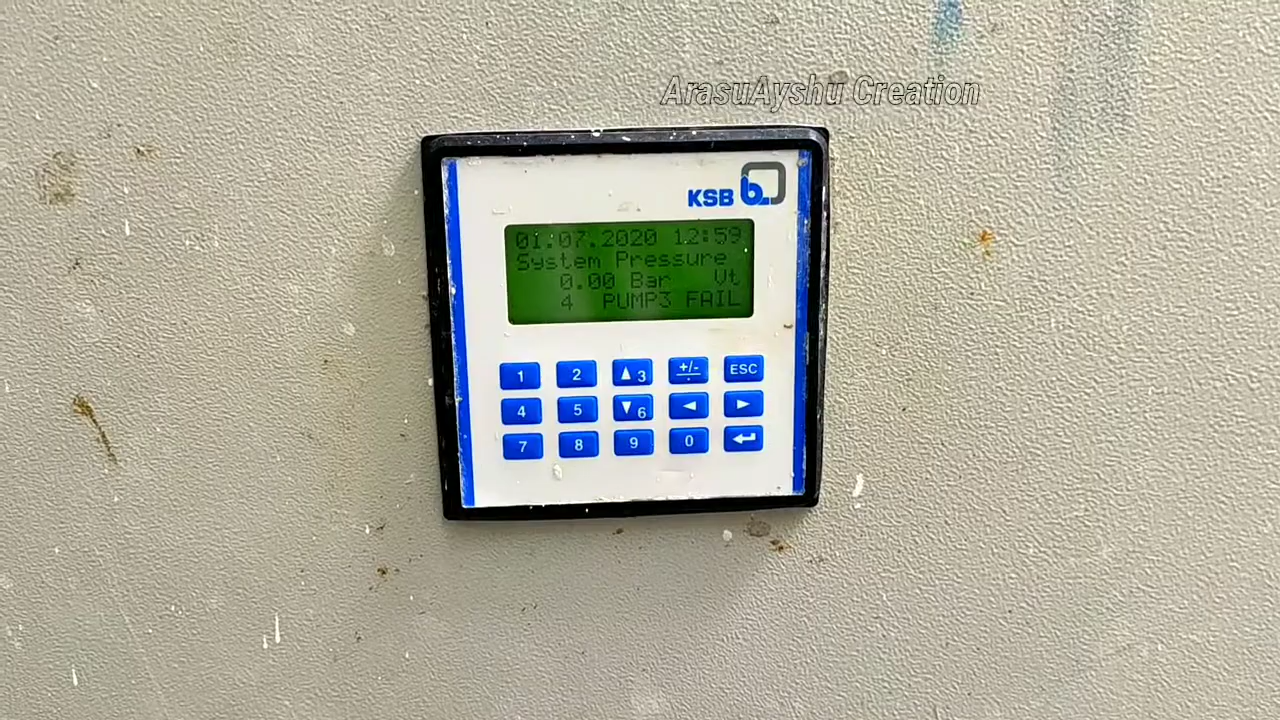 ArasuAyshu Creation
KSB
01.07.2020 12:59
System Pressure
0.00 Bar Vt
4 PUMP3 FAIL
1 2 ▲3 +/- ESC
4 5 ▼6 ◄ ►
7 8 9 0 ↵